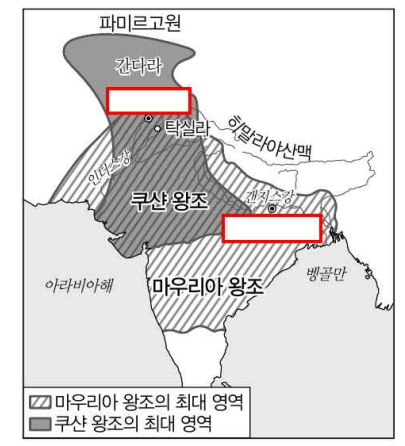 파미르고원
간다라
탁실라
히말라야산맥
인더스강
쿠샨 왕조
갠지스강
아라비아해
마우리아 왕조
벵골만
마우리아 왕조의 최대 영역
쿠샨 왕조의 최대 영역